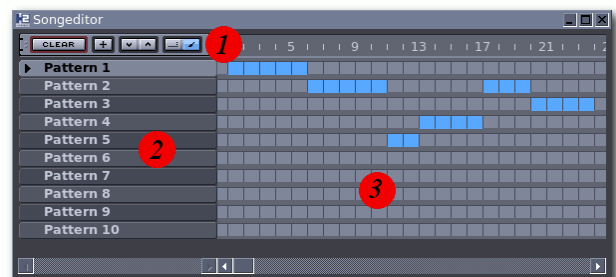 Songeditor
CLEAR 1 5 9 13 17 21
Pattern 1
Pattern 2
Pattern 3
Pattern 4
Pattern 5
2
Pattern 6
Pattern 7
3
Pattern 8
Pattern 9
Pattern 10